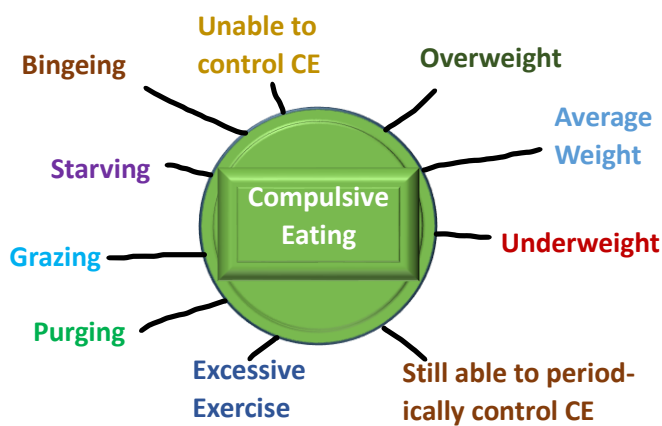 Unable to
control CE
Bingeing
Overweight
Average
Weight
Starving
Compulsive
Eating
Underweight
Grazing
Purging
Excessive
Exercise
Still able to period-
ically control CE